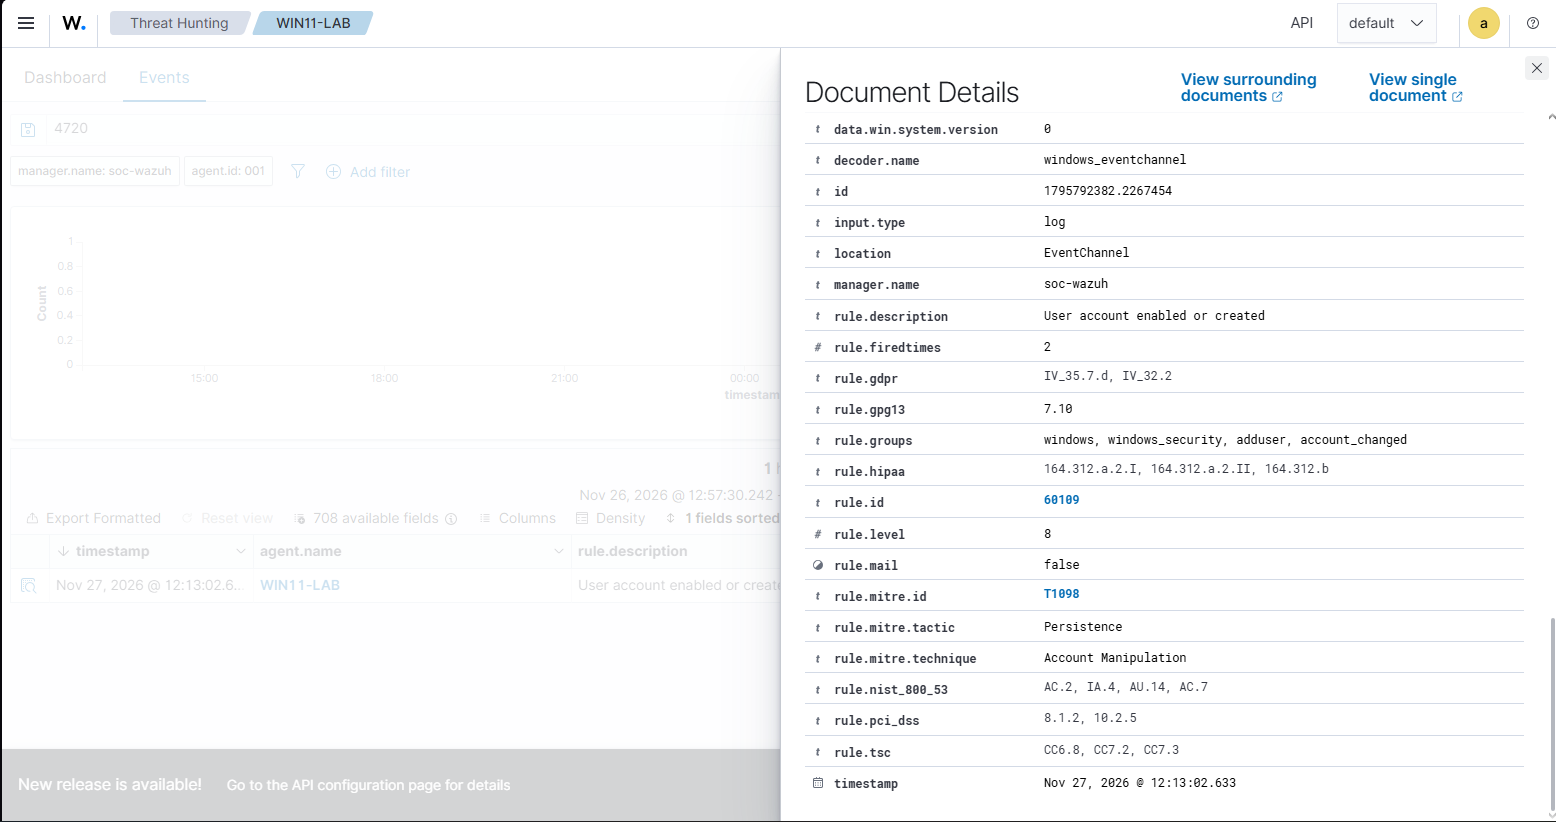 W.
Threat Hunting
WIN11-LAB
API
default
a
Dashboard
Events
4720
manager.name: soc-wazuh
agent.id: 001
Add filter
Count
1
0.8
0.6
0.4
0.2
0
15:00
18:00
21:00
00:00
timestam
1 h
Nov 26, 2026 @ 12:57:30.242 -
Export Formatted
Reset view
708 available fields
Columns
Density
1 fields sorted
timestamp
agent.name
rule.description
Nov 27, 2026 @ 12:13:02.6...
WIN11-LAB
User account enabled or create
New release is available!
Go to the API configuration page for details
Document Details
View surrounding
documents
View single
document
t data.win.system.version 0
t decoder.name windows_eventchannel
t id 1795792382.2267454
t input.type log
t location EventChannel
t manager.name soc-wazuh
t rule.description User account enabled or created
# rule.firedtimes 2
t rule.gdpr IV_35.7.d, IV_32.2
t rule.gpg13 7.10
t rule.groups windows, windows_security, adduser, account_changed
t rule.hipaa 164.312.a.2.I, 164.312.a.2.II, 164.312.b
t rule.id 60109
# rule.level 8
rule.mail false
t rule.mitre.id T1098
t rule.mitre.tactic Persistence
t rule.mitre.technique Account Manipulation
t rule.nist_800_53 AC.2, IA.4, AU.14, AC.7
t rule.pci_dss 8.1.2, 10.2.5
t rule.tsc CC6.8, CC7.2, CC7.3
timestamp Nov 27, 2026 @ 12:13:02.633